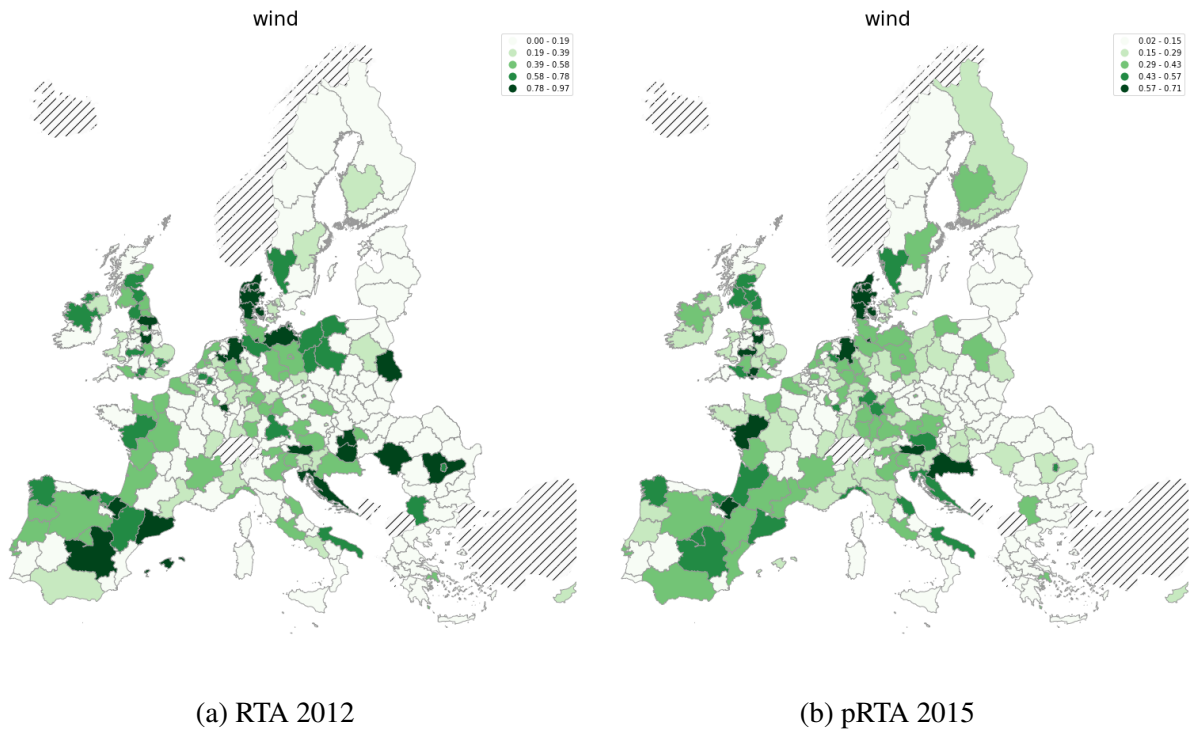 wind
0.00 - 0.19
0.19 - 0.39
0.39 - 0.58
0.58 - 0.78
0.78 - 0.97
wind
0.02 - 0.15
0.15 - 0.29
0.29 - 0.43
0.43 - 0.57
0.57 - 0.71
(a) RTA 2012
(b) pRTA 2015